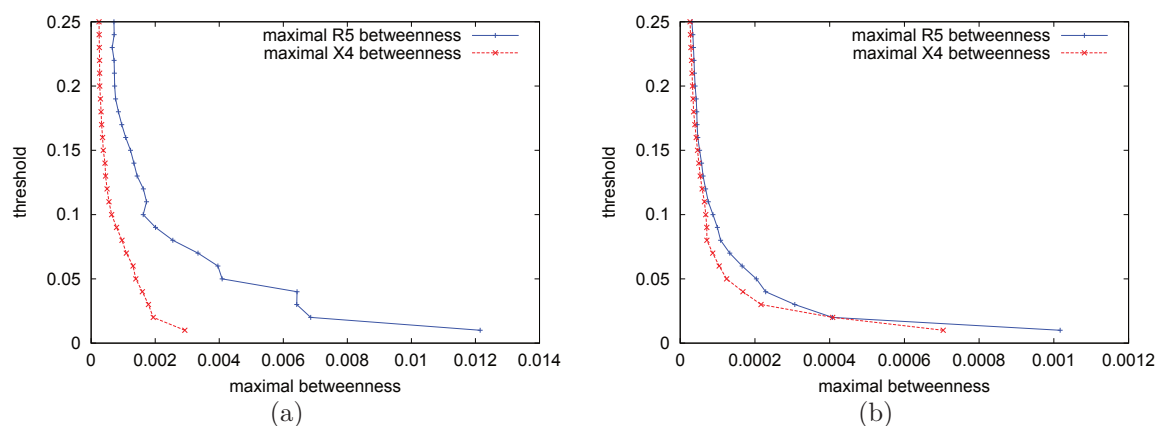 0.25
0.2
0.15
0.1
0.05
0
threshold
maximal R5 betweenness
maximal X4 betweenness
0 0.002 0.004 0.006 0.008 0.01 0.012 0.014
maximal betweenness
(a)
0.25
0.2
0.15
0.1
0.05
0
threshold
maximal R5 betweenness
maximal X4 betweenness
0 0.0002 0.0004 0.0006 0.0008 0.001 0.0012
maximal betweenness
(b)